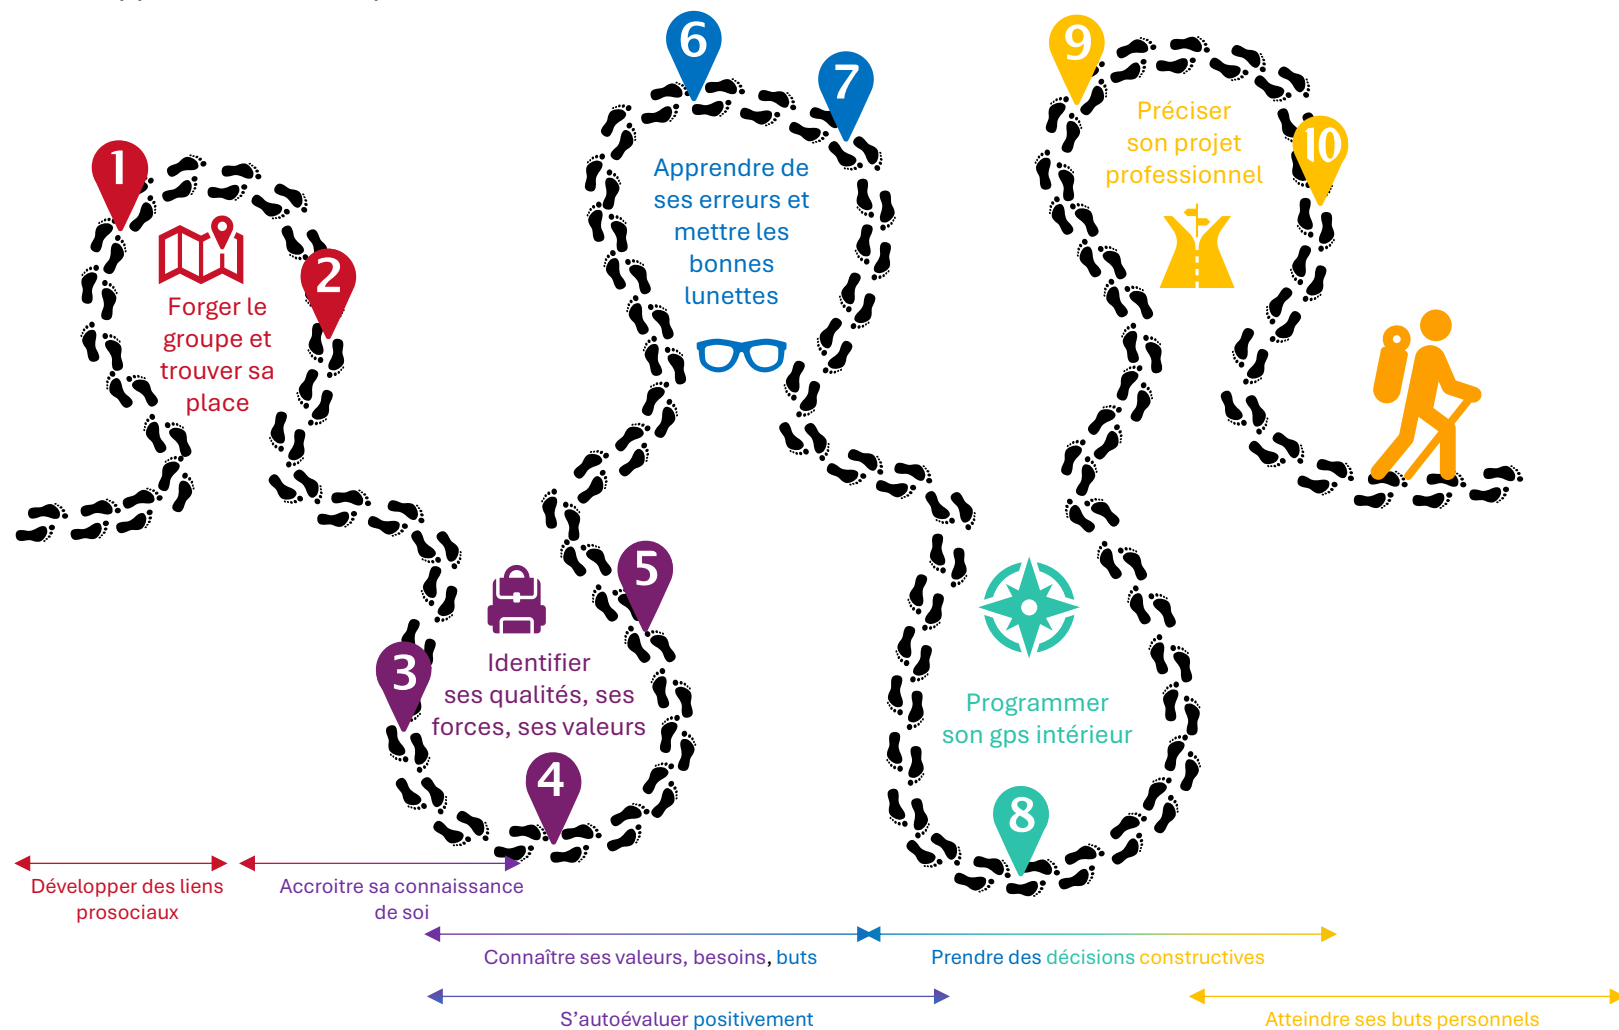 1
Forger le
groupe et
trouver sa
place
2
3
Identifier
ses qualités, ses
forces, ses valeurs
4
5
6
7
Apprendre de
ses erreurs et
mettre les
bonnes
lunettes
Programmer
son gps intérieur
8
9
Préciser
son projet
professionnel
10
Développer des liens
prosociaux
Accroitre sa connaissance
de soi
Connaître ses valeurs, besoins, buts
Prendre des décisions constructives
S'autoévaluer positivement
Atteindre ses buts personnels